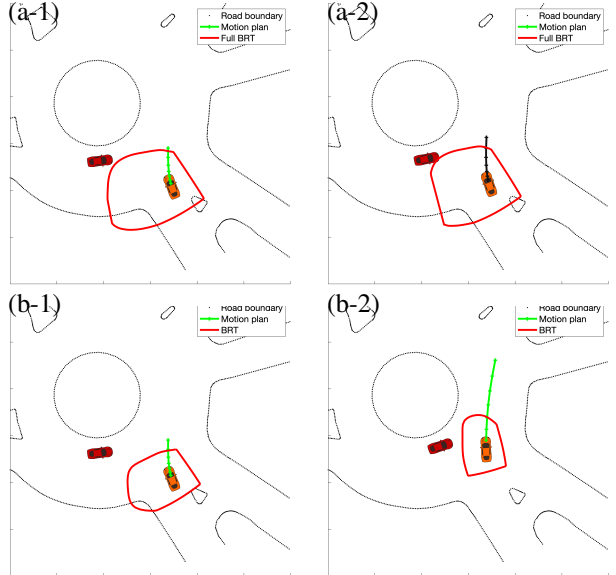 (a-1)
Road boundary
Motion plan
Full BRT
(a-2)
Road boundary
Motion plan
Full BRT
(b-1)
Road boundary
Motion plan
BRT
(b-2)
Road boundary
Motion plan
BRT